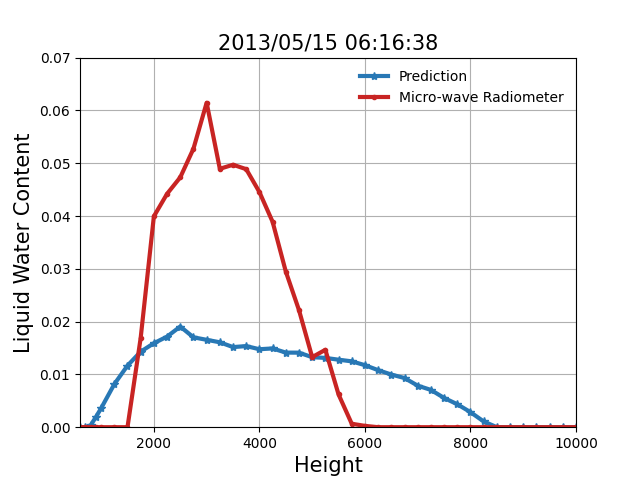 2013/05/15 06:16:38
0.07
0.06
0.05
0.04
0.03
0.02
0.01
0.00
Liquid Water Content
Prediction
Micro-wave Radiometer
2000 4000 6000 8000 10000
Height